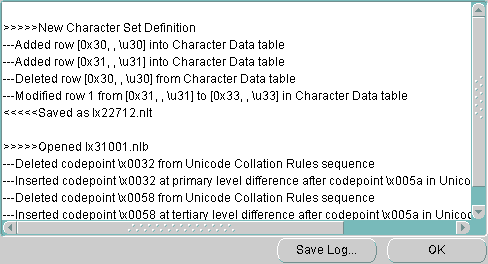 >>>>>New Character Set Definition
---Added row [0x30, , \u30] into Character Data table
---Added row [0x31, , \u31] into Character Data table
---Deleted row [0x30, , \u30] from Character Data table
---Modified row 1 from [0x31, , \u31] to [0x33, , \u33] in Character Data table
<<<<<Saved as lx22712.nlt
>>>>>Opened lx31001.nlb
---Deleted codepoint \x0032 from Unicode Collation Rules sequence
---Inserted codepoint \x0032 at primary level difference after codepoint \x005a in Unico
---Deleted codepoint \x0058 from Unicode Collation Rules sequence
---Inserted codepoint \x0058 at tertiary level difference after codepoint \x005a in Unico
Save Log... OK